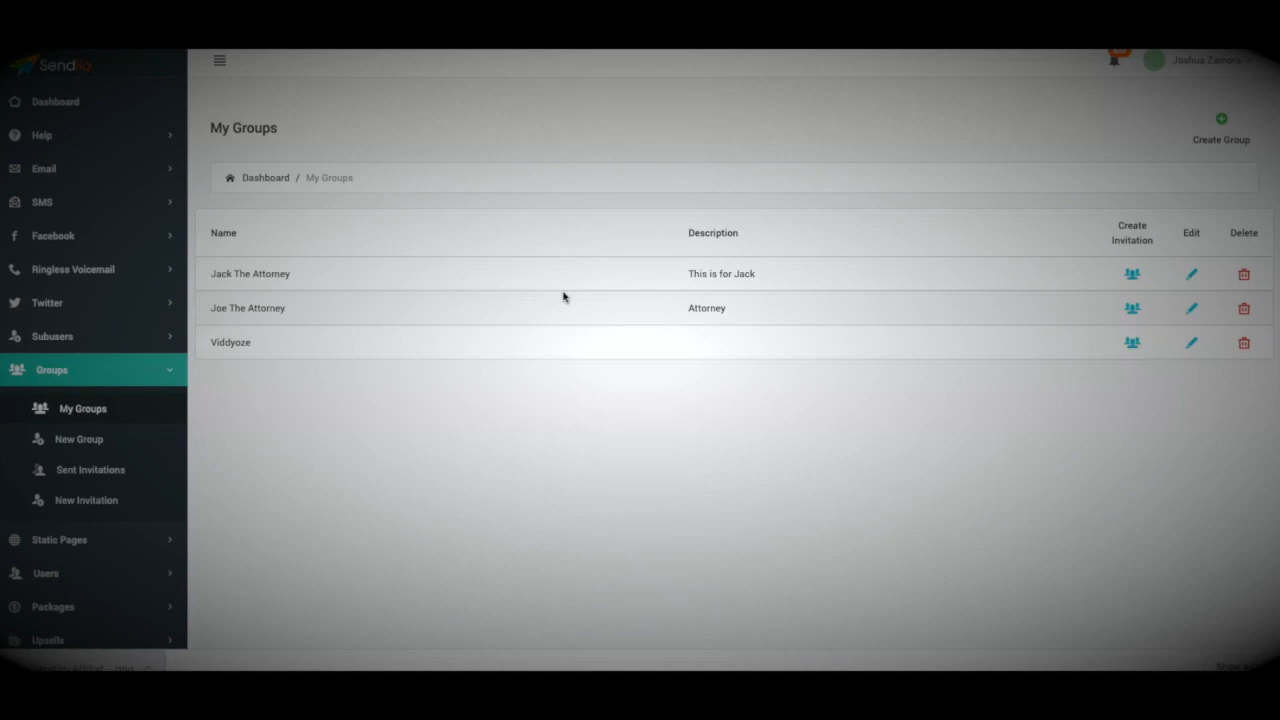 Sendiio
Joshua Zamora
Dashboard
Help
Email
SMS
Facebook
Ringless Voicemail
Twitter
Subusers
Groups
My Groups
New Group
Sent Invitations
New Invitation
Static Pages
Users
Packages
Upsells
My Groups
Create Group
Dashboard / My Groups
Name Description Create Invitation Edit Delete
Jack The Attorney This is for Jack
Joe The Attorney Attorney
Viddyoze